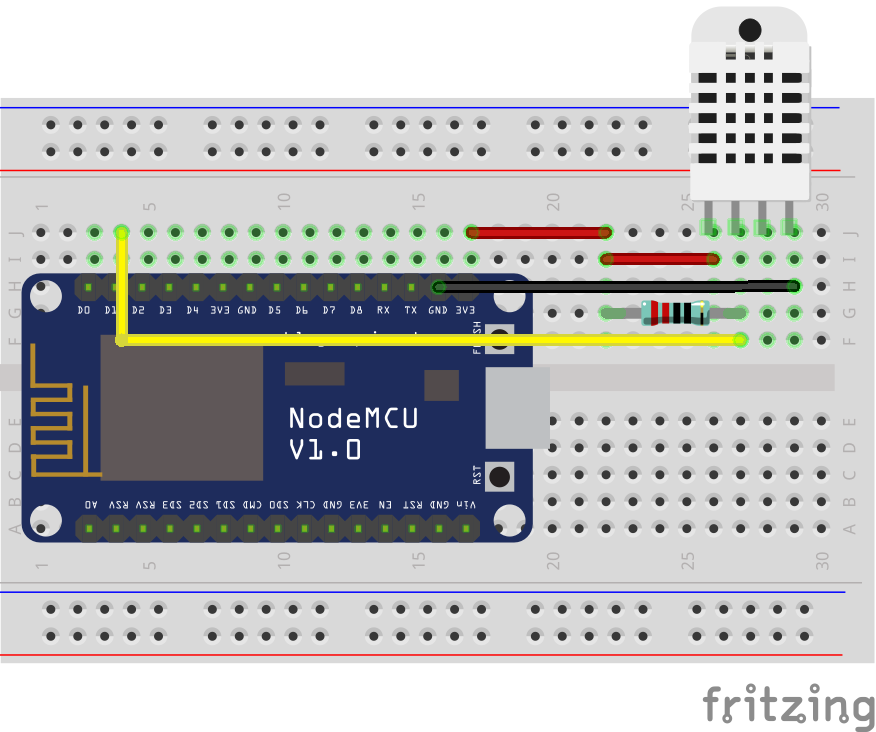 1 5 10 15 20 25 30
J J
I I
H H
G G
F F
D0 D1 D2 D3 D4 3V3 GND D5 D6 D7 D8 RX TX GND 3V3
NodeMCU
V1.0
RST
E E
D D
C C
B B
A A
A0 RSV RSV SD3 SD2 SD1 CMD SD0 CLK GND 3V3 EN RST GND Vin
1 5 10 15 20 25 30
fritzing